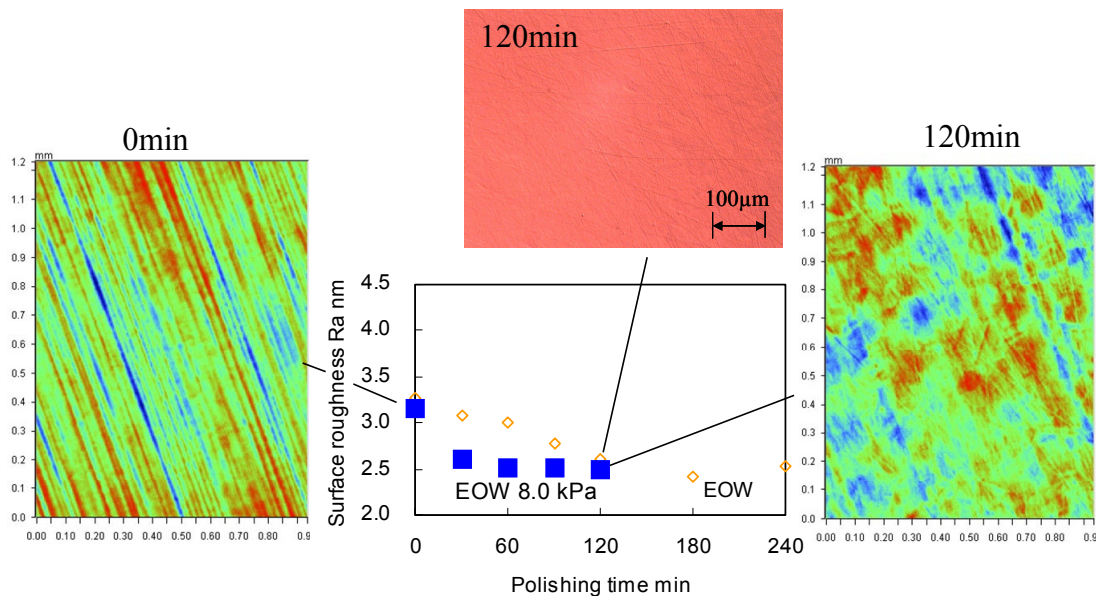 120min
100µm
0min
mm
1.2
1.1
1.0
0.9
0.8
0.7
0.6
0.5
0.4
0.3
0.2
0.1
0.0
0.00 0.10 0.20 0.30 0.40 0.50 0.60 0.70 0.80 0.9
120min
mm
1.2
1.1
1.0
0.9
0.8
0.7
0.6
0.5
0.4
0.3
0.2
0.1
0.0
0.00 0.10 0.20 0.30 0.40 0.50 0.60 0.70 0.80 0.9
Surface roughness Ra nm
4.5
4.0
3.5
3.0
2.5
2.0
EOW 8.0 kPa
EOW
0 60 120 180 240
Polishing time min